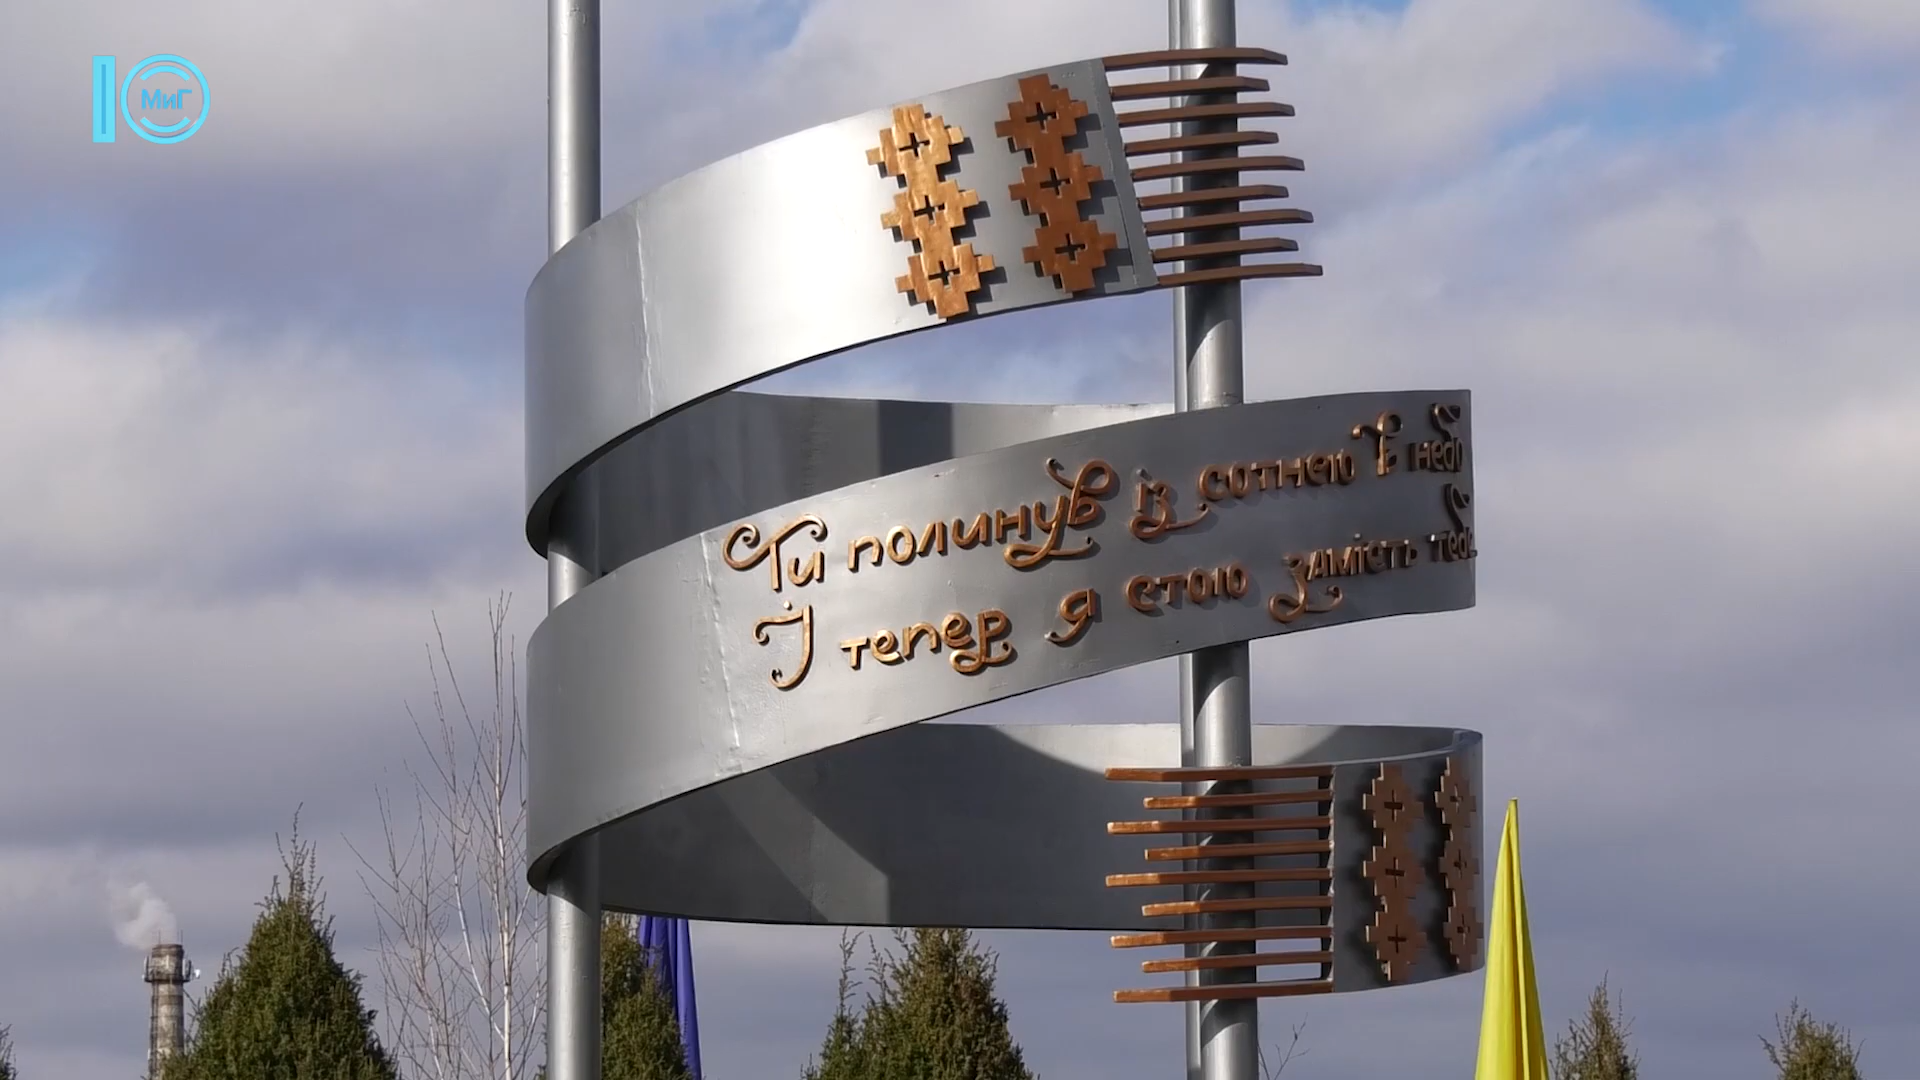 МиГ
Ти полинув із сотнею в небо
І тепер я стою замість тебе